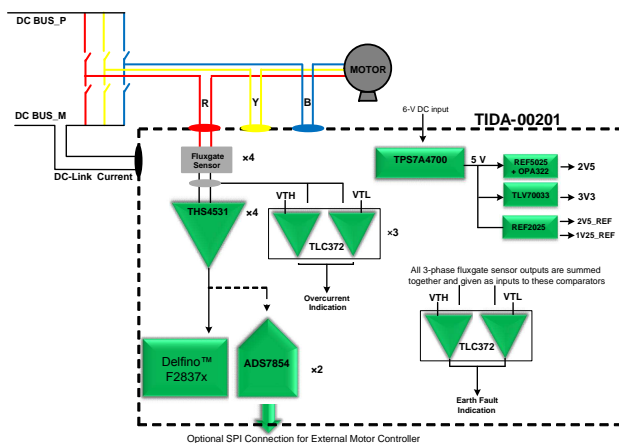 DC BUS_P
MOTOR
R
Y
B
DC BUS_M
6-V DC input
TIDA-00201
DC-Link Current
Fluxgate
Sensor
×4
TPS7A4700
5 V
REF5025
+ OPA322
2V5
TLV70033
3V3
REF2025
2V5_REF
1V25_REF
THS4531
×4
VTH
VTL
TLC372
×3
Overcurrent
Indication
All 3-phase fluxgate sensor outputs are summed
together and given as inputs to these comparators
VTH
VTL
TLC372
Earth Fault
Indication
Delfino™
F2837x
ADS7854
×2
Optional SPI Connection for External Motor Controller